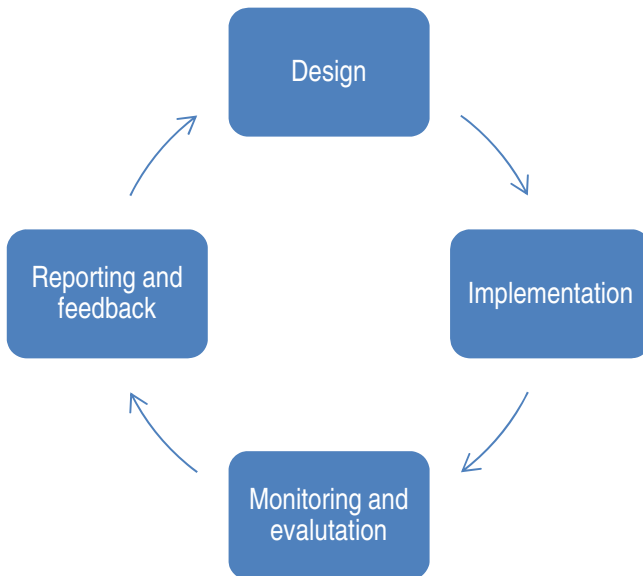 Design
Implementation
Monitoring and
evalutation
Reporting and
feedback